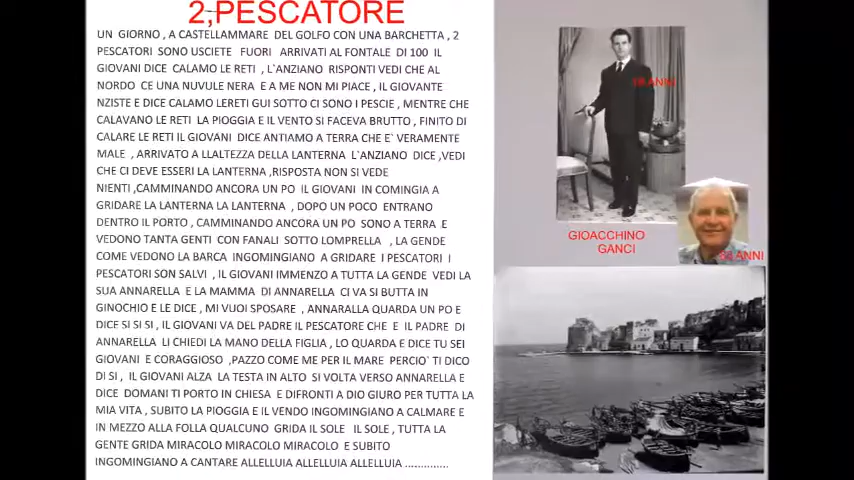 2,PESCATORE
UN GIORNO , A CASTELLAMMARE DEL GOLFO CON UNA BARCHETTA , 2
PESCATORI SONO USCIETE FUORI ARRIVATI AL FONTALE DI 100 IL
GIOVANI DICE CALAMO LE RETI , L`ANZIANO RISPONTI VEDI CHE AL
NORDO CE UNA NUVULE NERA E A ME NON MI PIACE , IL GIOVANTE
NZISTE E DICE CALAMO LERETI GUI SOTTO CI SONO I PESCIE, MENTRE CHE
CALAVANO LE RETI LA PIOGGIA E IL VENTO SI FACEVA BRUTTO, FINITO DI
CALARE LE RETI IL GIOVANI DICE ANTIAMO A TERRA CHE E` VERAMENTE
MALE , ARRIVATO A LLALTEZZA DELLA LANTERNA L`ANZIANO DICE ,VEDI
CHE CI DEVE ESSERI LA LANTERNA ,RISPOSTA NON SI VEDE
NIENTI ,CAMMINANDO ANCORA UN PO IL GIOVANI IN COMINGIA A
GRIDARE LA LANTERNA LA LANTERNA , DOPO UN POCO ENTRANO
DENTRO IL PORTO , CAMMINANDO ANCORA UN PO SONO A TERRA E
VEDONO TANTA GENTI CON FANALI SOTTO LOMPRELLA , LA GENDE
COME VEDONO LA BARCA INGOMINGIANO A GRIDARE I PESCATORI I
PESCATORI SON SALVI , IL GIOVANI IMMENZO A TUTTA LA GENDE VEDI LA
SUA ANNARELLA E LA MAMMA DI ANNARELLA CI VA SI BUTTA IN
GINOCHIO E LE DICE , MI VUOI SPOSARE , ANNARALLA QUARDA UN PO E
DICE SI SI SI , IL GIOVANI VA DEL PADRE IL PESCATORE CHE E IL PADRE DI
ANNARELLA LI CHIEDI LA MANO DELLA FIGLIA , LO QUARDA E DICE TU SEI
GIOVANI E CORAGGIOSO ,PAZZO COME ME PER IL MARE PERCIO` TI DICO
DI SI , IL GIOVANI ALZA LA TESTA IN ALTO SI VOLTA VERSO ANNARELLA E
DICE DOMANI TI PORTO IN CHIESA E DIFRONTI A DIO GIURO PER TUTTA LA
MIA VITA , SUBITO LA PIOGGIA E IL VENDO INGOMINGIANO A CALMARE E
IN MEZZO ALLA FOLLA QUALCUNO GRIDA IL SOLE IL SOLE , TUTTA LA
GENTE GRIDA MIRACOLO MIRACOLO MIRACOLO E SUBITO
INGOMINGIANO A CANTARE ALLELLUIA ALLELLUIA ALLELLUIA ..............
ANNI
GIOACCHINO
GANCI
ANNI